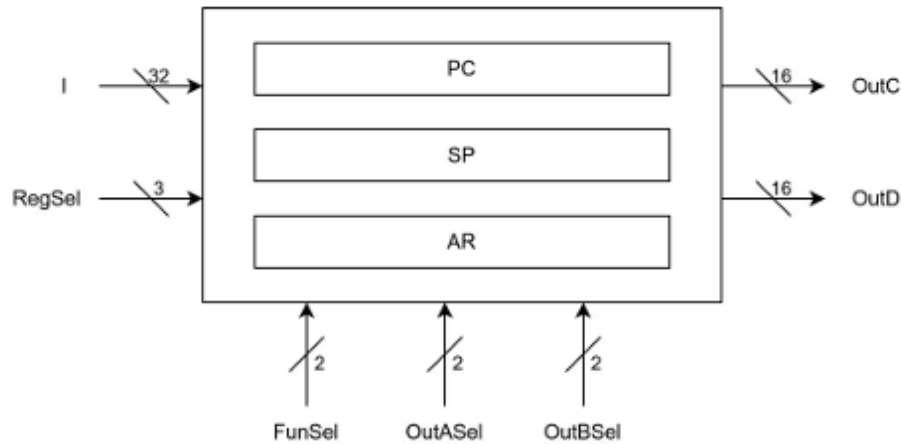 PC
I 32 16 OutC
SP
RegSel 3 16 OutD
AR
2 2 2
FunSel OutASel OutBSel